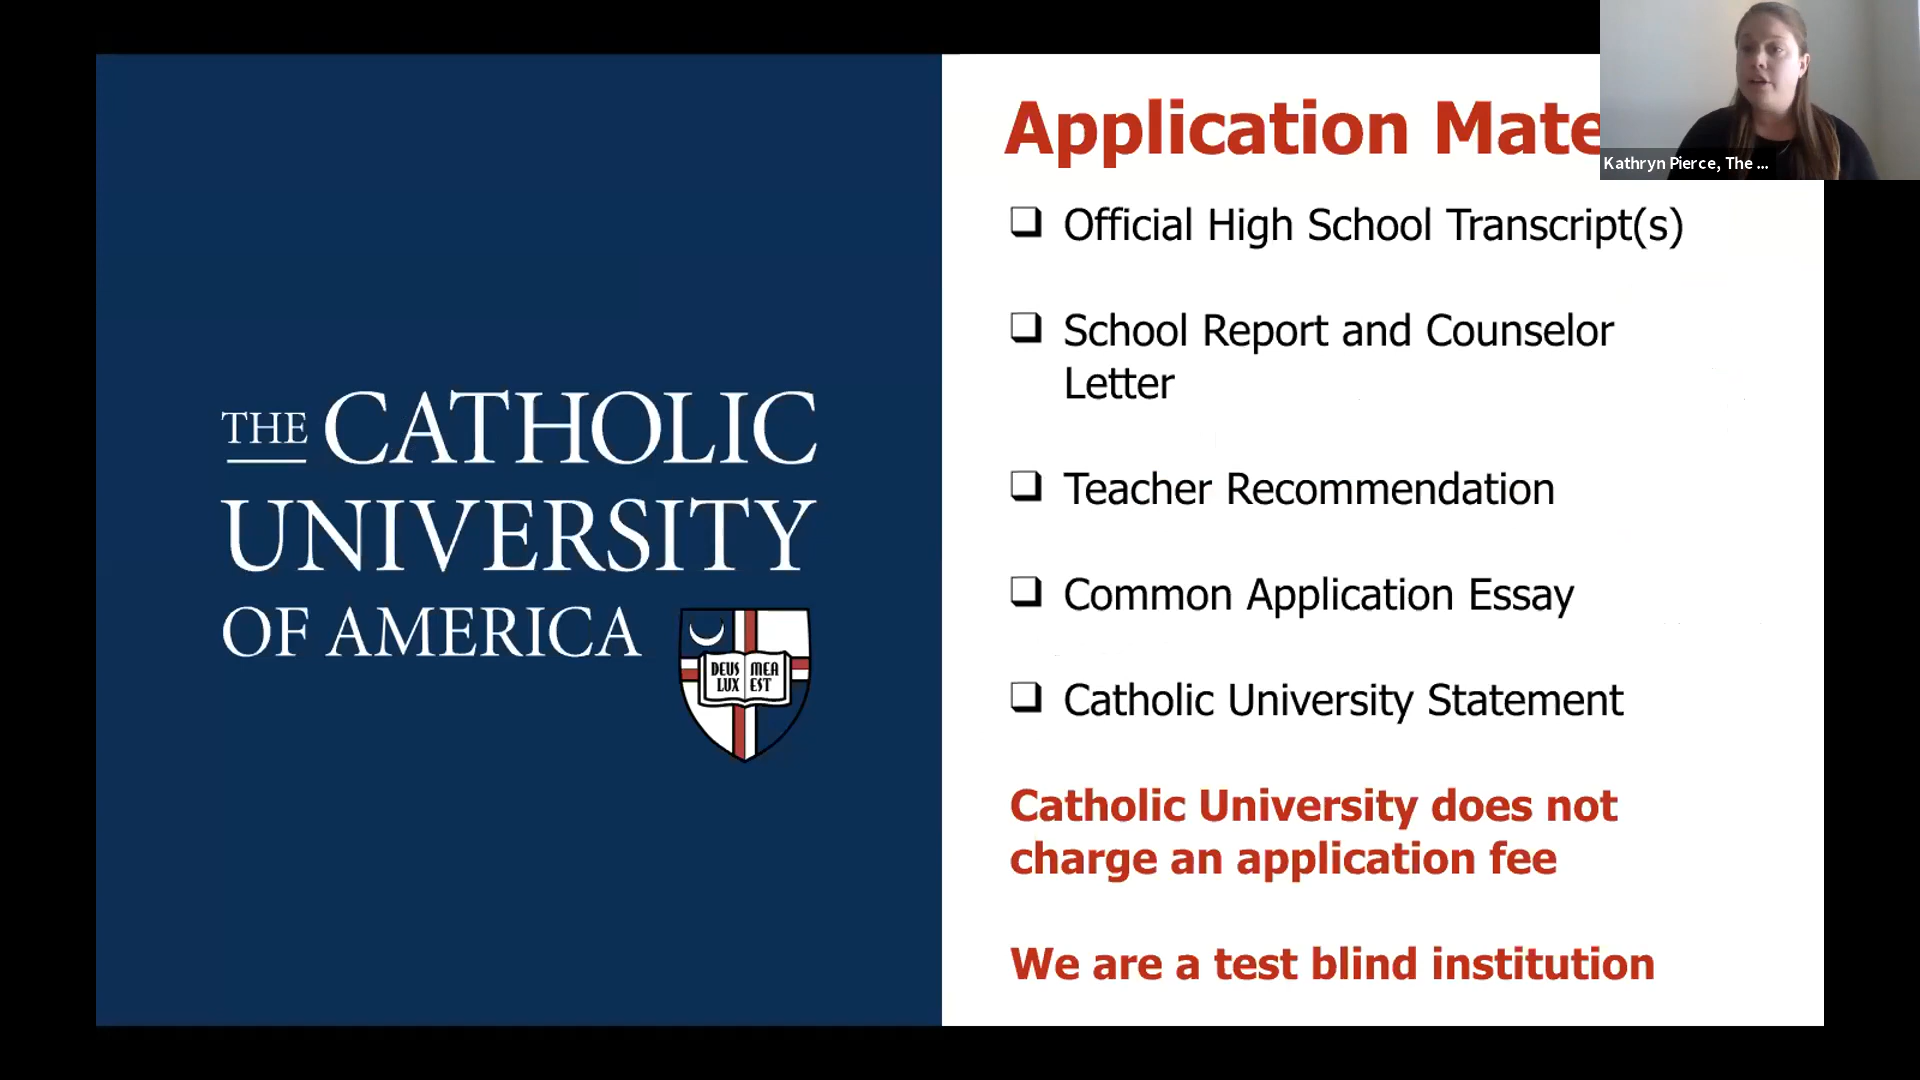 Application Mate
Kathryn Pierce, The ...
Official High School Transcript(s)
School Report and Counselor
Letter
Teacher Recommendation
Common Application Essay
Catholic University Statement
Catholic University does not
charge an application fee
We are a test blind institution
THE CATHOLIC
UNIVERSITY
OF AMERICA
DEUS MEA
LUX EST